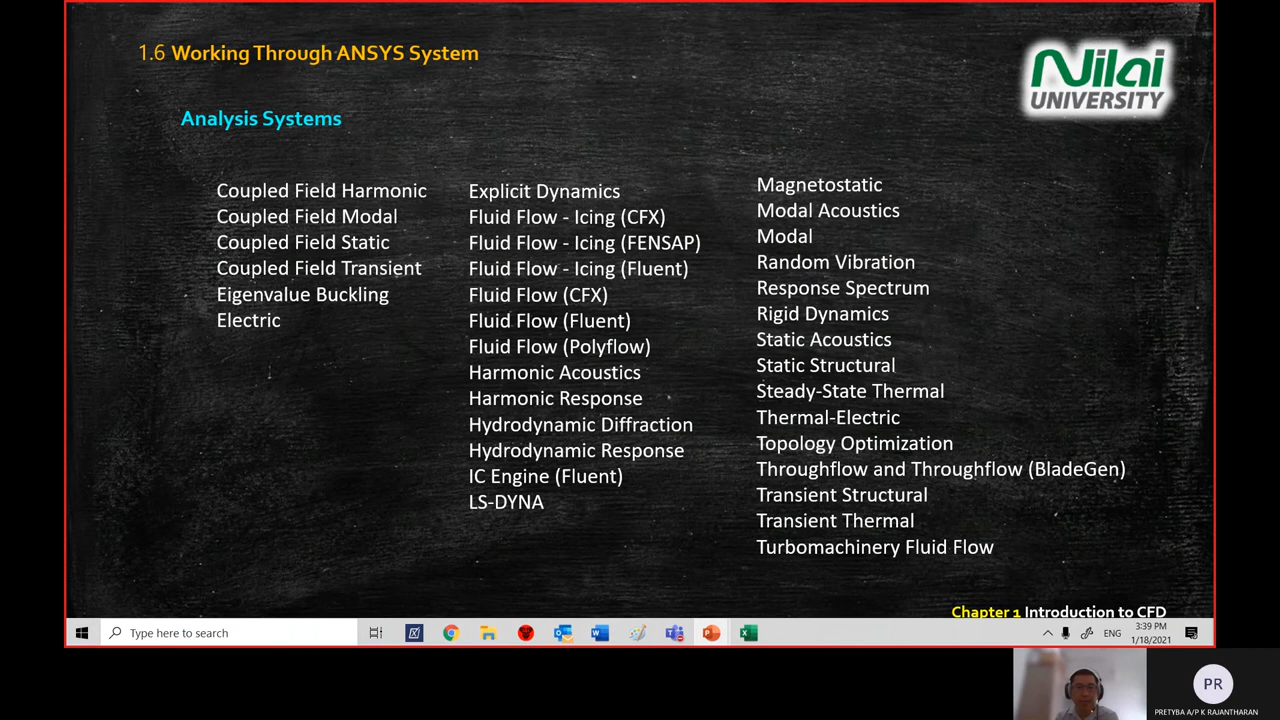 1.6 Working Through ANSYS System
Nilai
UNIVERSITY
Analysis Systems
Coupled Field Harmonic
Coupled Field Modal
Coupled Field Static
Coupled Field Transient
Eigenvalue Buckling
Electric
Explicit Dynamics
Fluid Flow - Icing (CFX)
Fluid Flow - Icing (FENSAP)
Fluid Flow - Icing (Fluent)
Fluid Flow (CFX)
Fluid Flow (Fluent)
Fluid Flow (Polyflow)
Harmonic Acoustics
Harmonic Response
Hydrodynamic Diffraction
Hydrodynamic Response
IC Engine (Fluent)
LS-DYNA
Magnetostatic
Modal Acoustics
Modal
Random Vibration
Response Spectrum
Rigid Dynamics
Static Acoustics
Static Structural
Steady-State Thermal
Thermal-Electric
Topology Optimization
Throughflow and Throughflow (BladeGen)
Transient Structural
Transient Thermal
Turbomachinery Fluid Flow
Chapter 1 Introduction to CFD
Type here to search
ENG
3:39 PM
1/18/2021
PR
PRETYBA A/P K RAJANTHARAN